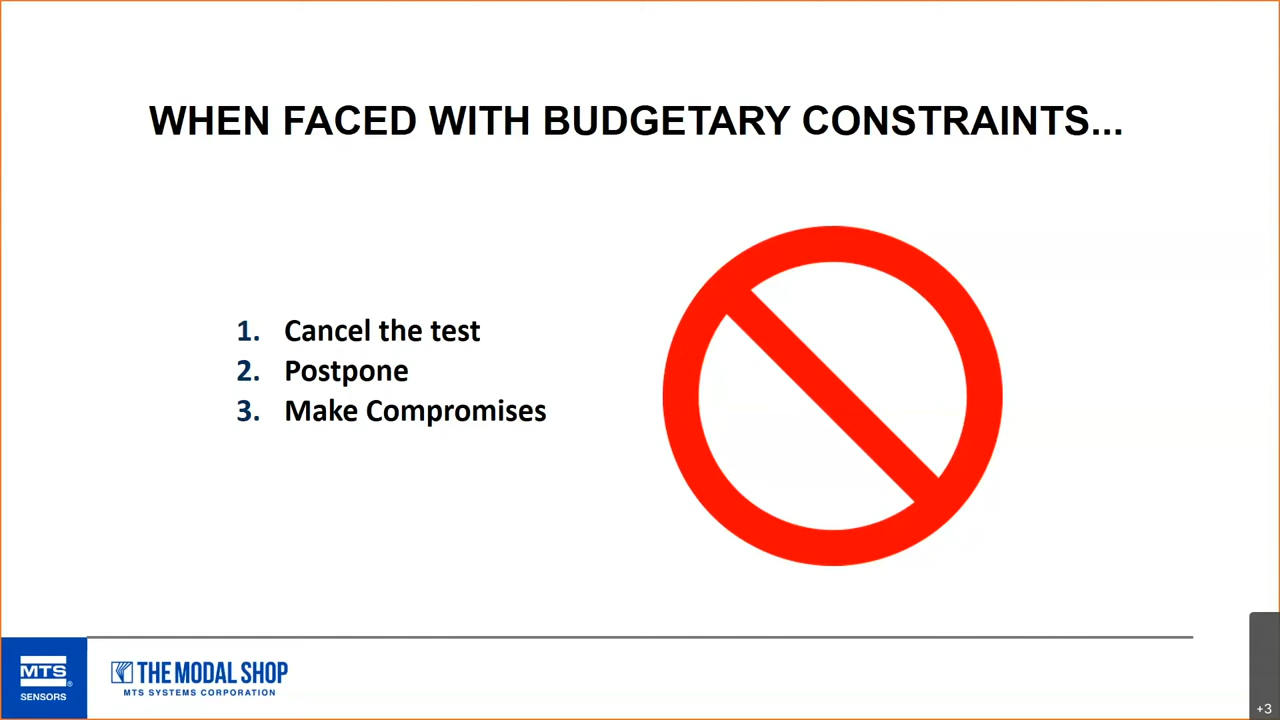 WHEN FACED WITH BUDGETARY CONSTRAINTS...
1. Cancel the test
2. Postpone
3. Make Compromises
MTS®
SENSORS
THE MODAL SHOP
MTS SYSTEMS CORPORATION
+3